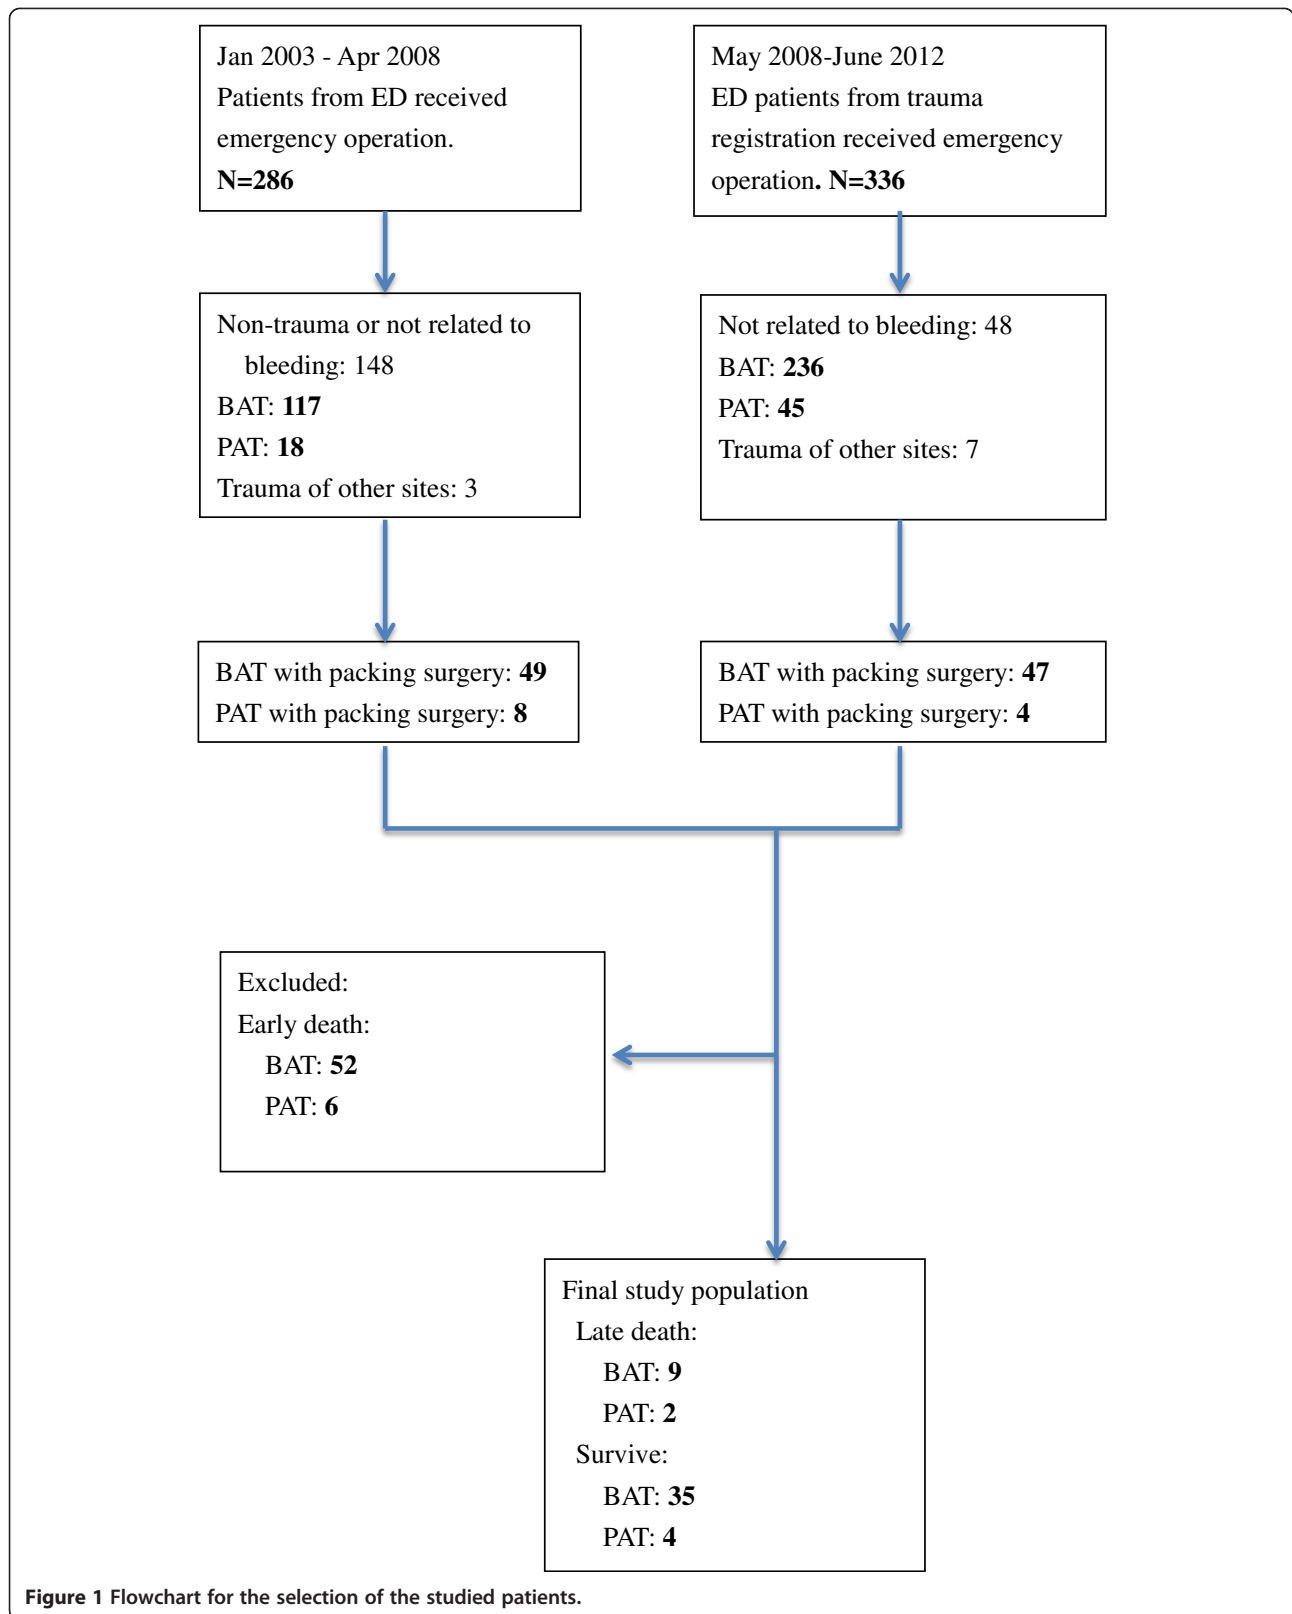 Jan 2003 - Apr 2008
Patients from ED received
emergency operation.
N=286
May 2008-June 2012
ED patients from trauma
registration received emergency
operation. N=336
Non-trauma or not related to
bleeding: 148
BAT: 117
PAT: 18
Trauma of other sites: 3
Not related to bleeding: 48
BAT: 236
PAT: 45
Trauma of other sites: 7
BAT with packing surgery: 49
PAT with packing surgery: 8
BAT with packing surgery: 47
PAT with packing surgery: 4
Excluded:
Early death:
BAT: 52
PAT: 6
Final study population
Late death:
BAT: 9
PAT: 2
Survive:
BAT: 35
PAT: 4
Figure 1 Flowchart for the selection of the studied patients.